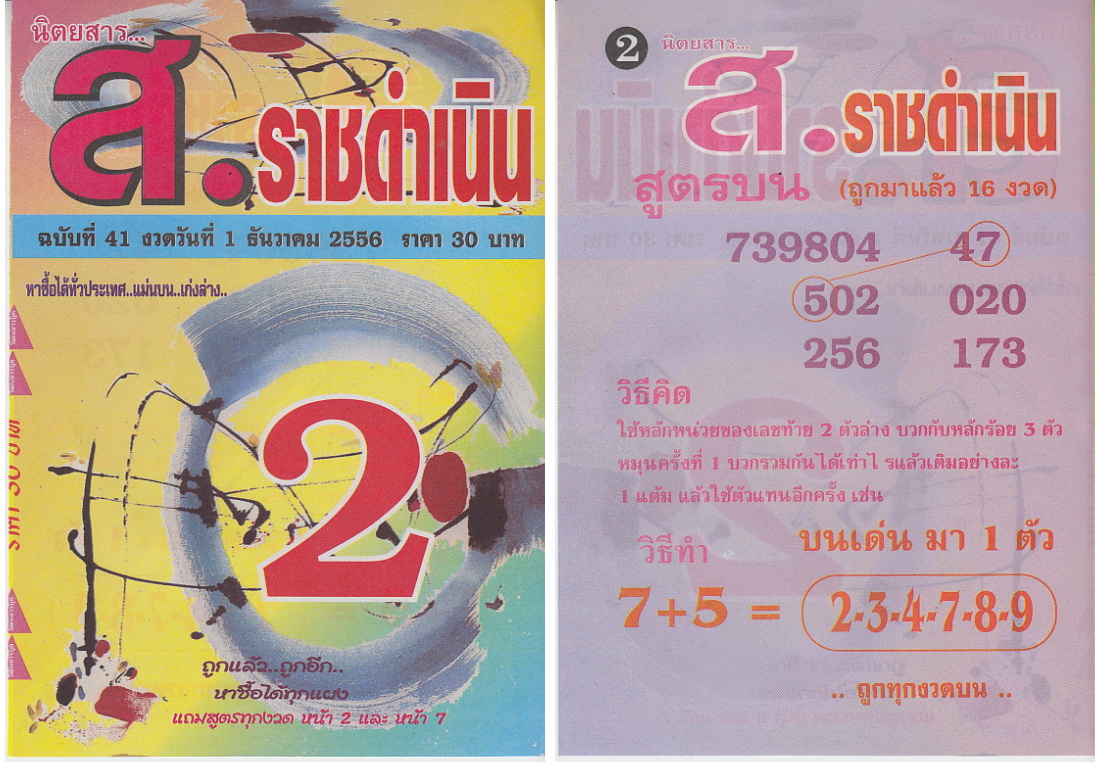 นิตยสาร...
ส.ราชดำเนิน
ฉบับที่ 41 งวดวันที่ 1 ธันวาคม 2556 ราคา 30 บาท
หาซื้อได้ทั่วประเทศ..แม่นบน..เก่งล่าง..
ราคา 30 บาท
2
ถูกแล้ว..ถูกอีก..
หาซื้อได้ทุกแผง
แถมสูตรทุกงวด หน้า 2 และ หน้า 7
2 นิตยสาร...
ส.ราชดำเนิน
สูตรบน (ถูกมาแล้ว 16 งวด)
739804 47
502 020
256 173
วิธีคิด
ใช้หลักหน่วยของเลขท้าย 2 ตัวล่าง บวกกับหลักร้อย 3 ตัว
หมุนครั้งที่ 1 บวกรวมกันได้เท่าไ รแล้วเติมอย่างละ
1 แต้ม แล้วใช้ตัวแทนอีกครั้ง เช่น
วิธีทำ บนเด่น มา 1 ตัว
7+5 = 2-3-4-7-8-9
.. ถูกทุกงวดบน ..